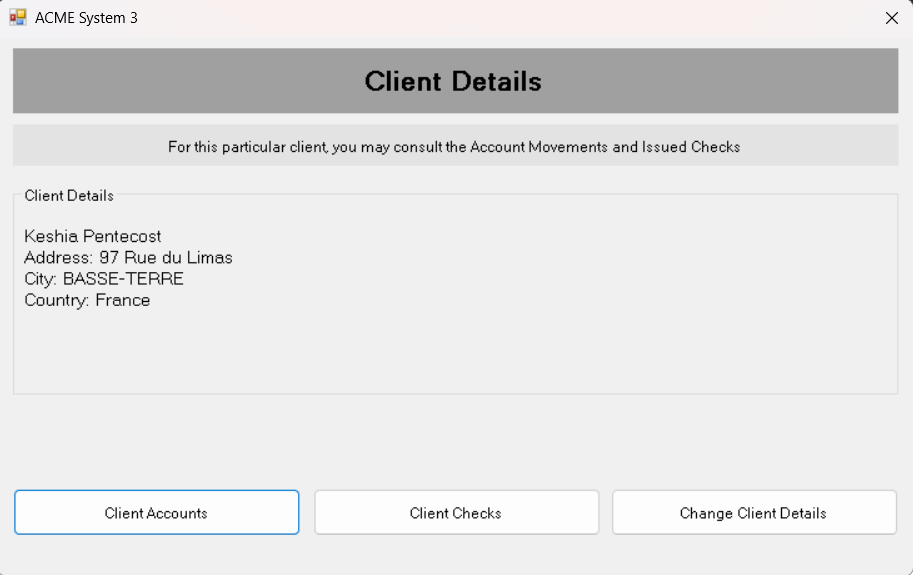 ACME System 3
Client Details
For this particular client, you may consult the Account Movements and Issued Checks
Client Details
Keshia Pentecost
Address: 97 Rue du Limas
City: BASSE-TERRE
Country: France
Client Accounts
Client Checks
Change Client Details